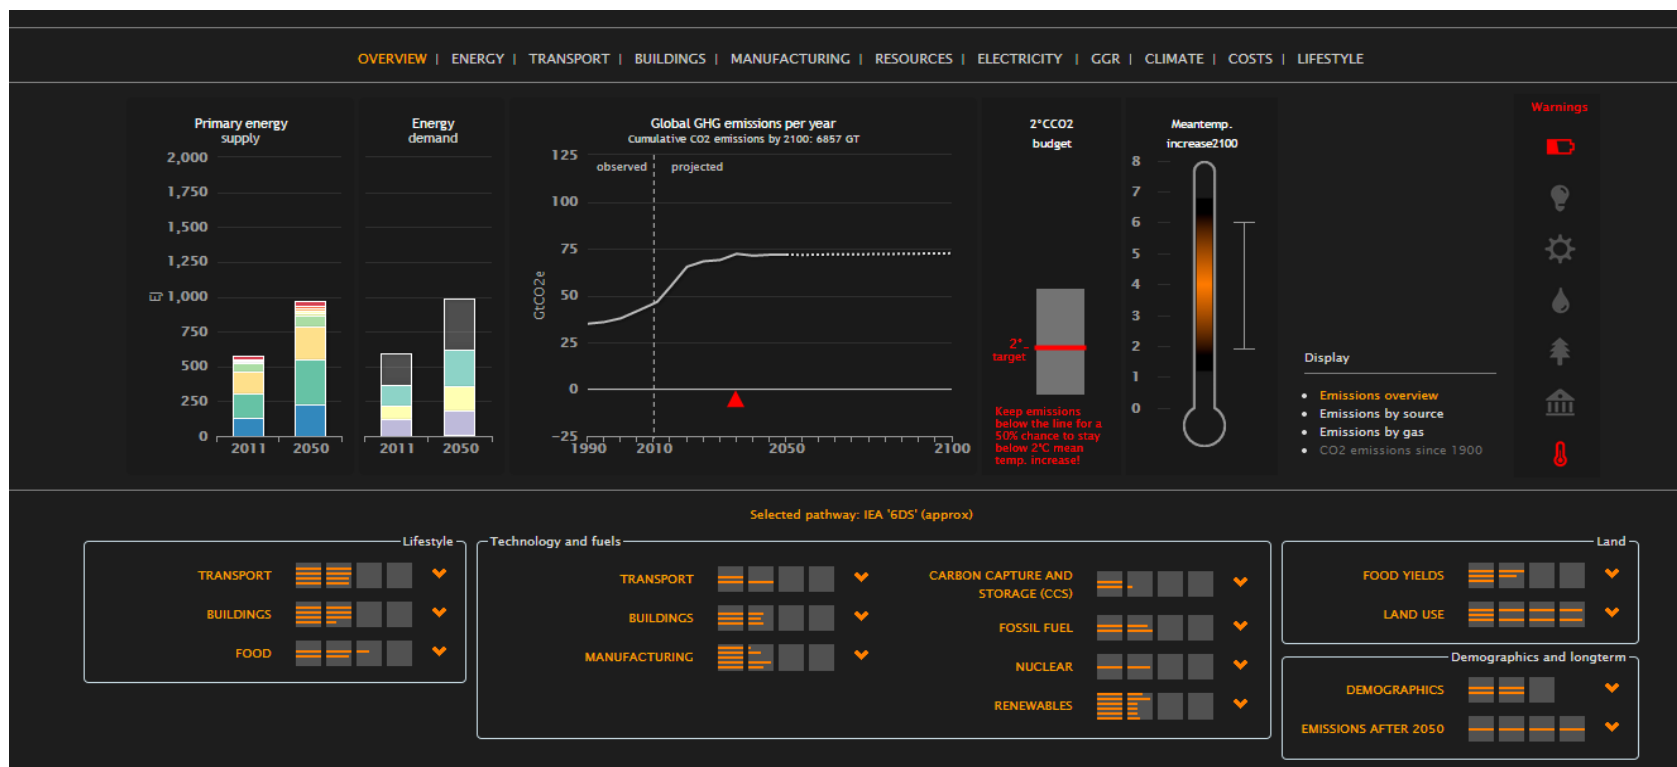 OVERVIEW | ENERGY | TRANSPORT | BUILDINGS | MANUFACTURING | RESOURCES | ELECTRICITY | GGR | CLIMATE | COSTS | LIFESTYLE
Primary energy
supply
2,000
1,750
1,500
1,250
1,000
750
500
250
0
EJ
2011 2050
Energy
demand
2011 2050
Global GHG emissions per year
Cumulative CO2 emissions by 2100: 6857 GT
observed projected
125
100
75
50
25
0
-25
GtCO2e
1990 2010 2050 2100
2°CCO2
budget
2°
target
Keep emissions
below the line for a
50% chance to stay
below 2°C mean
temp. increase!
Meantemp.
increase2100
8
7
6
5
4
3
2
1
0
Display
• Emissions overview
• Emissions by source
• Emissions by gas
• CO2 emissions since 1900
Warnings
Selected pathway: IEA '6DS' (approx)
Lifestyle
TRANSPORT
BUILDINGS
FOOD
Technology and fuels
TRANSPORT
BUILDINGS
MANUFACTURING
CARBON CAPTURE AND
STORAGE (CCS)
FOSSIL FUEL
NUCLEAR
RENEWABLES
Land
FOOD YIELDS
LAND USE
Demographics and longterm
DEMOGRAPHICS
EMISSIONS AFTER 2050